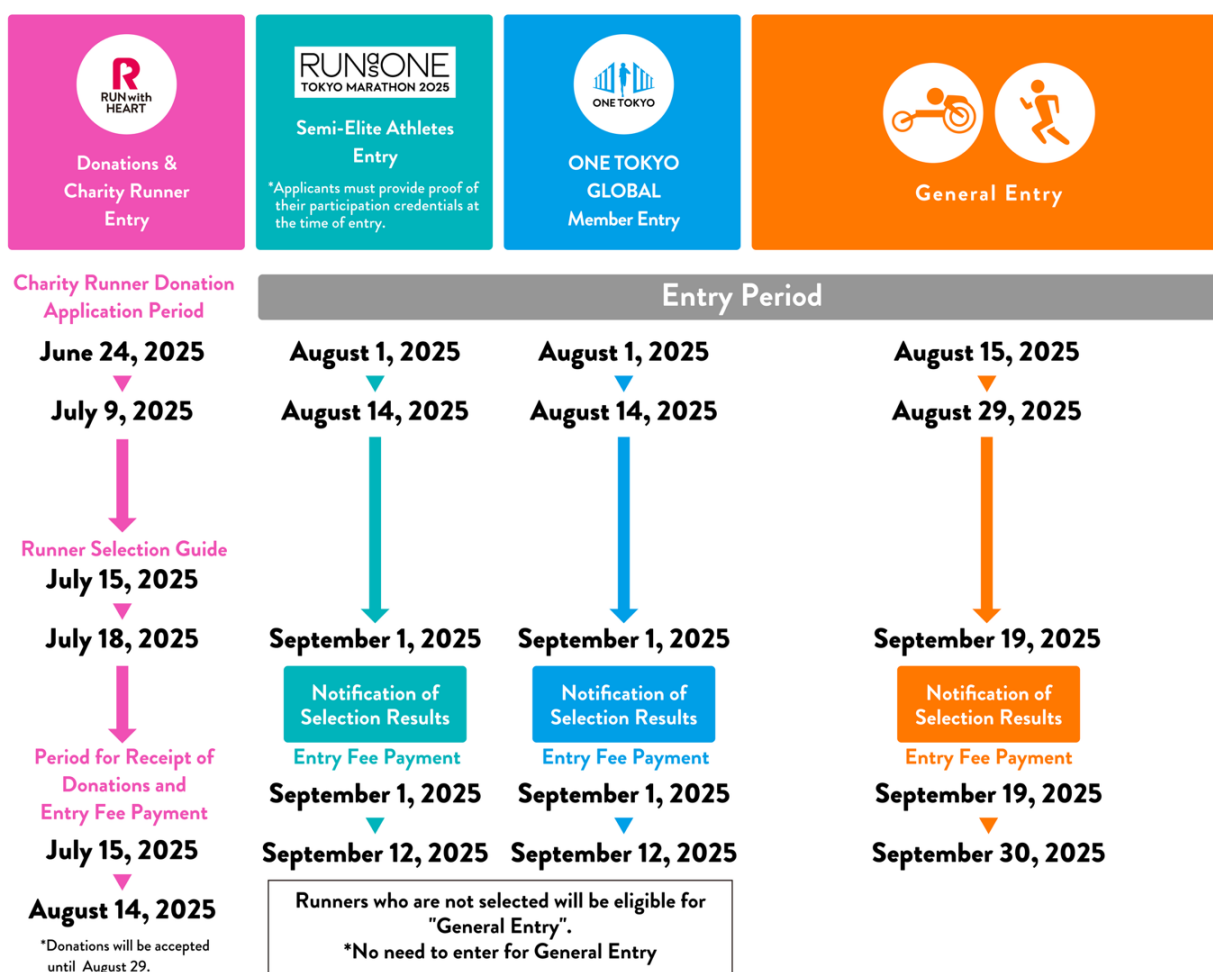 RUN with
HEART
Donations &
Charity Runner
Entry
RUNasONE
TOKYO MARATHON 2025
Semi-Elite Athletes
Entry
*Applicants must provide proof of
their participation credentials at
the time of entry.
ONE TOKYO
ONE TOKYO
GLOBAL
Member Entry
General Entry
Charity Runner Donation
Application Period
June 24, 2025
July 9, 2025
Runner Selection Guide
July 15, 2025
July 18, 2025
Period for Receipt of
Donations and
Entry Fee Payment
July 15, 2025
August 14, 2025
*Donations will be accepted
until August 29.
Entry Period
August 1, 2025
August 14, 2025
September 1, 2025
Notification of
Selection Results
Entry Fee Payment
September 1, 2025
September 12, 2025
August 1, 2025
August 14, 2025
September 1, 2025
Notification of
Selection Results
Entry Fee Payment
September 1, 2025
September 12, 2025
Runners who are not selected will be eligible for
"General Entry".
*No need to enter for General Entry
August 15, 2025
August 29, 2025
September 19, 2025
Notification of
Selection Results
Entry Fee Payment
September 19, 2025
September 30, 2025